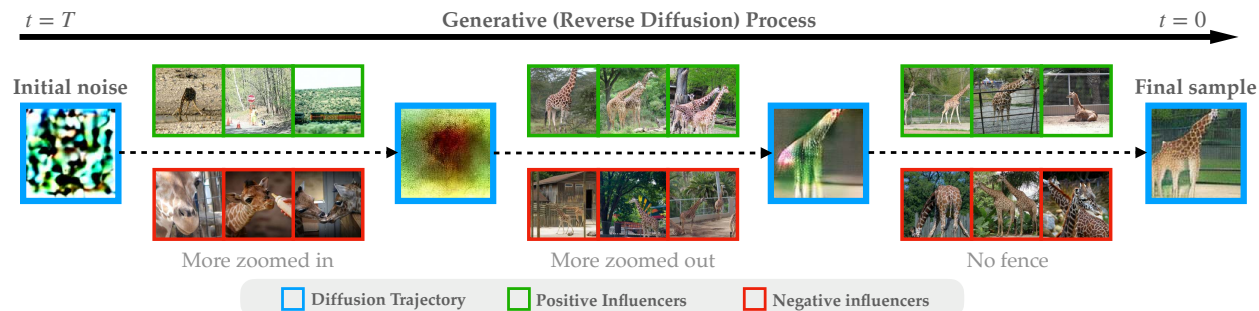 t = T
Generative (Reverse Diffusion) Process
t = 0
Initial noise
Final sample
More zoomed in
More zoomed out
No fence
Diffusion Trajectory
Positive Influencers
Negative influencers